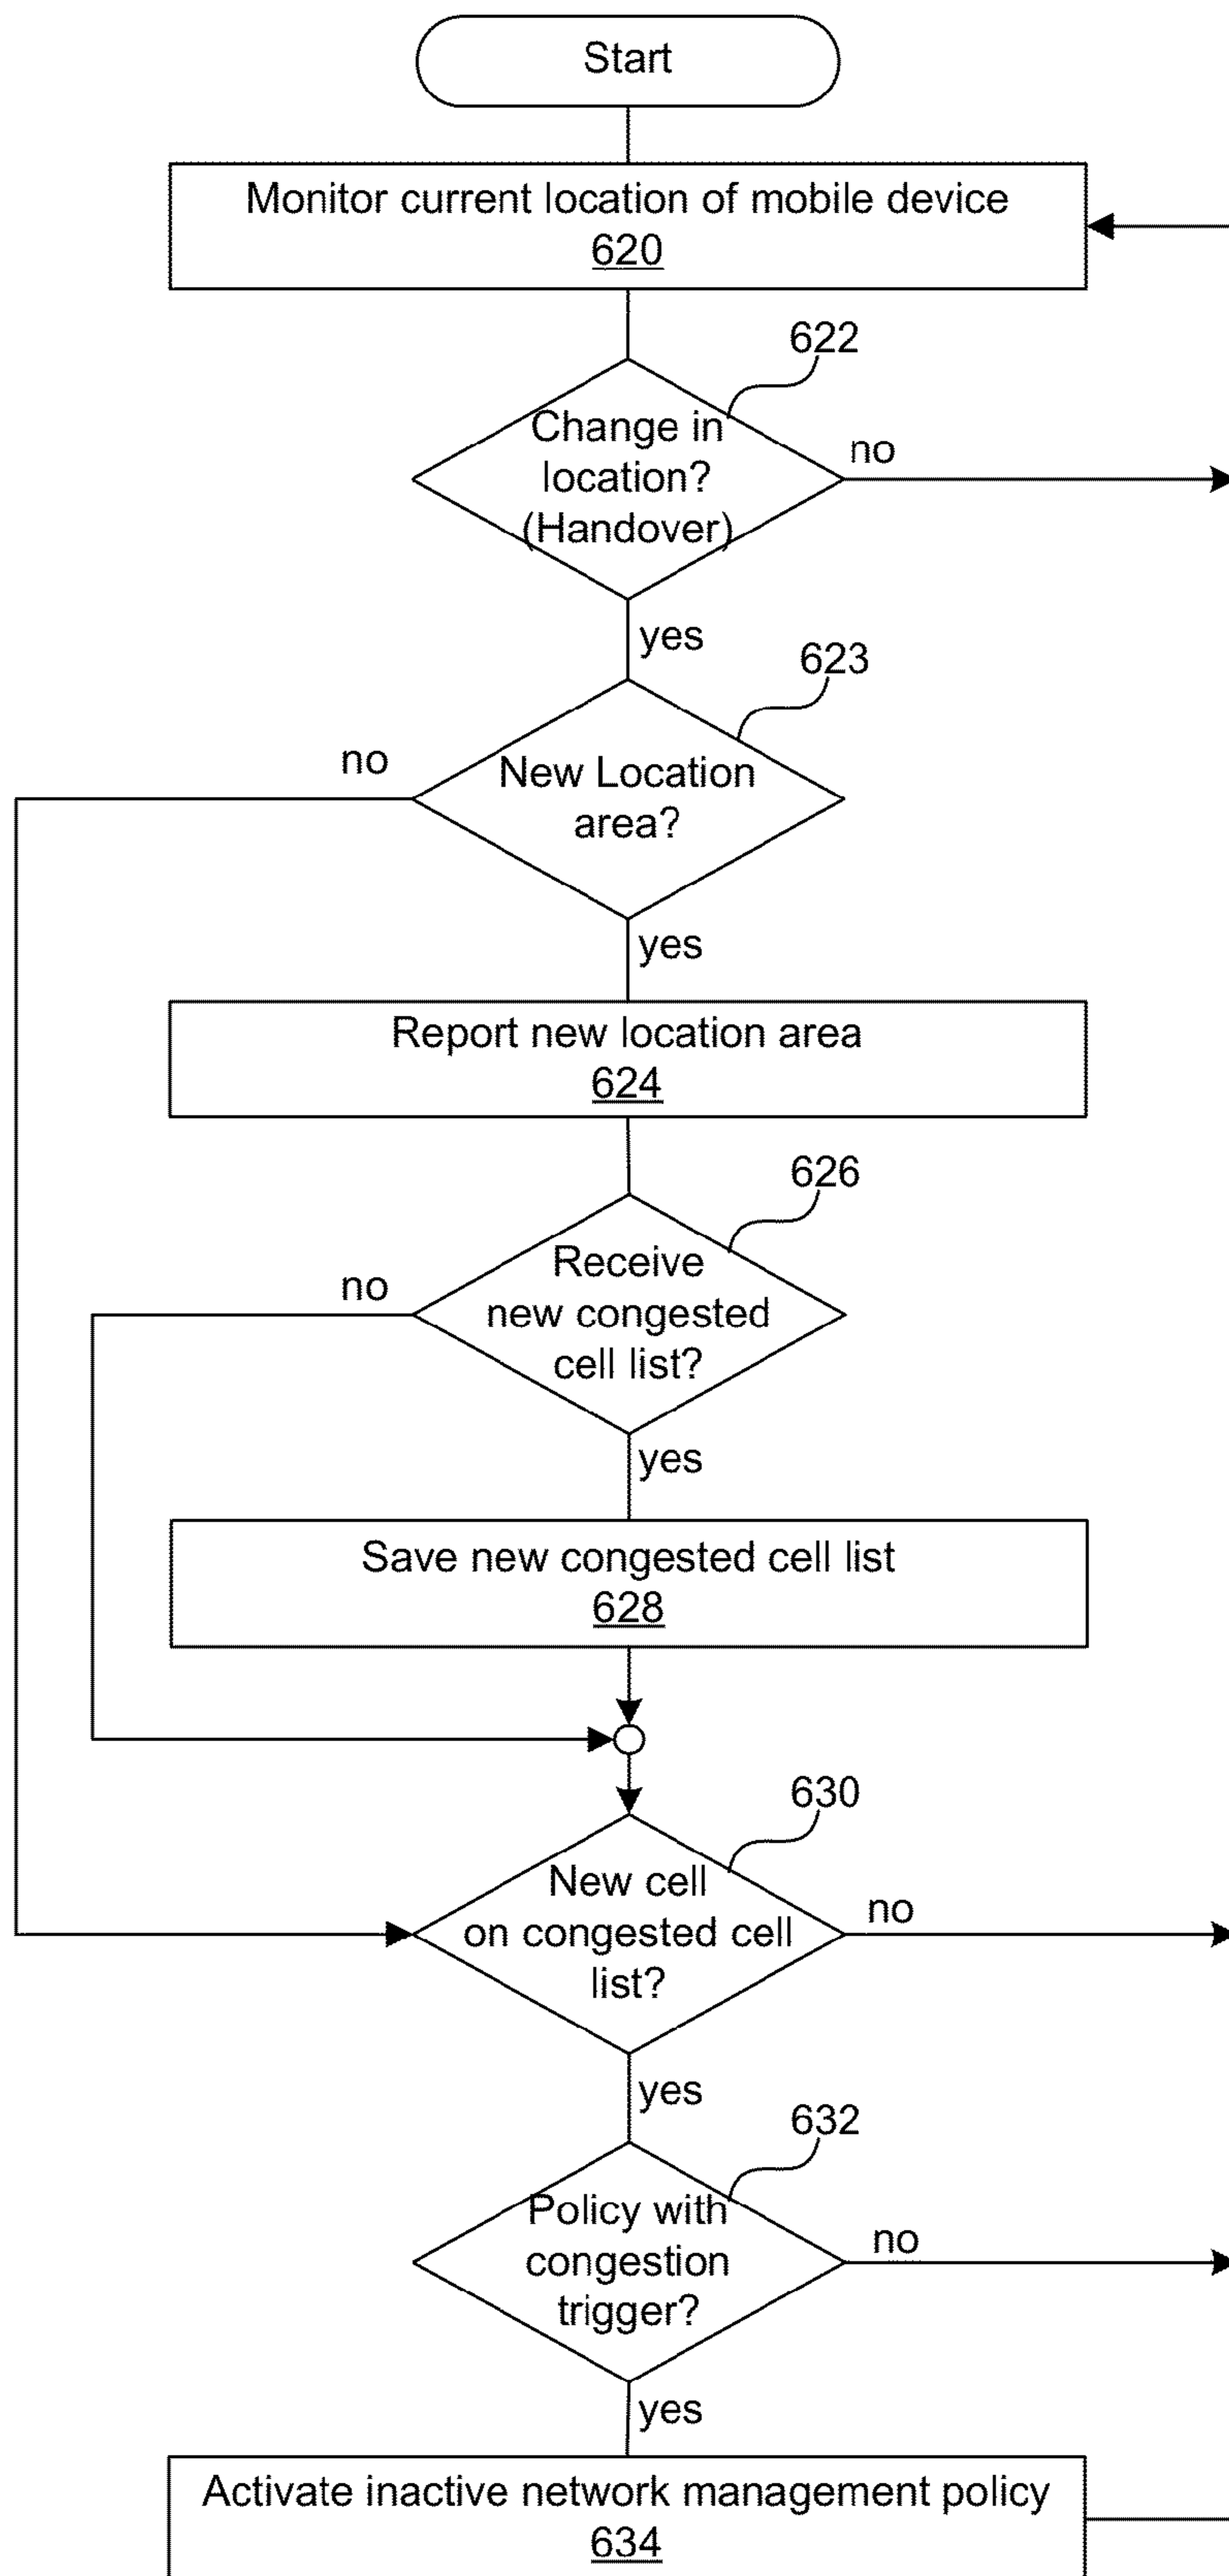 Start
Monitor current location of mobile device
620
622
Change in
location?
(Handover)
no
yes
623
no
New Location
area?
yes
Report new location area
624
626
no
Receive
new congested
cell list?
yes
Save new congested cell list
628
630
New cell
on congested cell
list?
no
yes
632
Policy with
congestion
trigger?
no
yes
Activate inactive network management policy
634